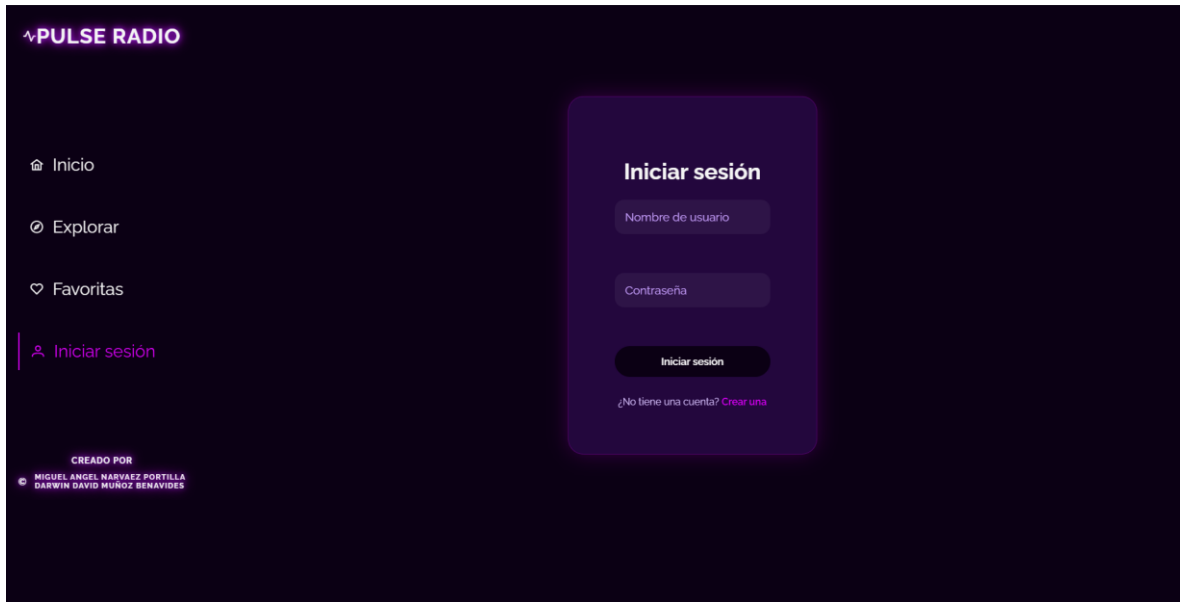 PULSE RADIO
Inicio
Explorar
Favoritas
Iniciar sesión
CREADO POR
© MIGUEL ANGEL NARVAEZ PORTILLA
DARWIN DAVID MUÑOZ BENAVIDES
Iniciar sesión
Nombre de usuario
Contraseña
Iniciar sesión
¿No tiene una cuenta? Crear una